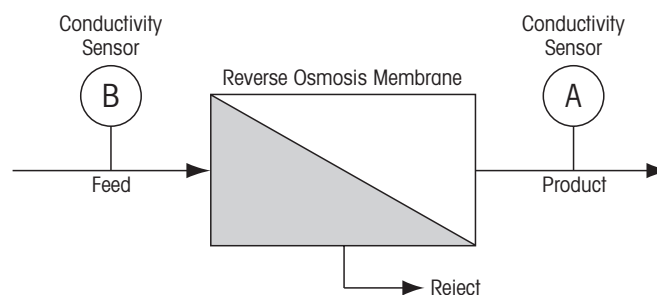 Conductivity
Sensor
B
Reverse Osmosis Membrane
Conductivity
Sensor
A
Feed
Product
Reject